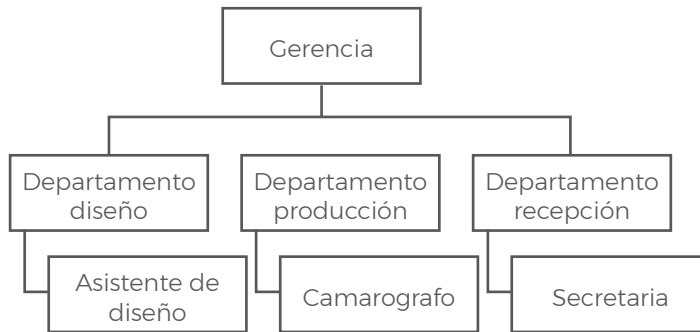 Gerencia
Departamento
diseño
Departamento
producción
Departamento
recepción
Asistente de
diseño
Camarografo
Secretaria